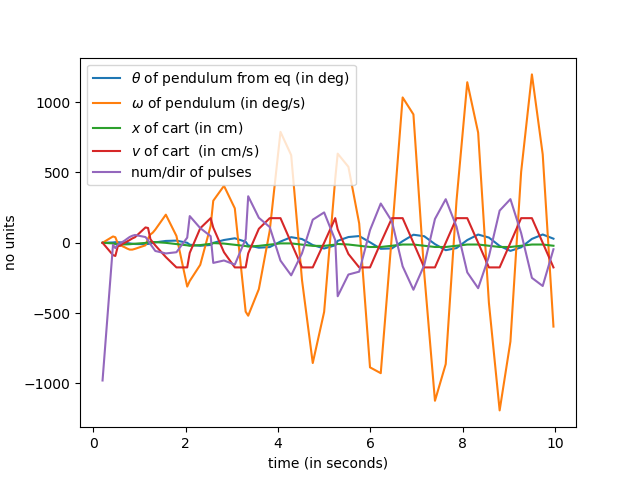 θ of pendulum from eq (in deg)
ω of pendulum (in deg/s)
x of cart (in cm)
v of cart (in cm/s)
num/dir of pulses
1000
500
0
−500
−1000
no units
0 2 4 6 8 10
time (in seconds)